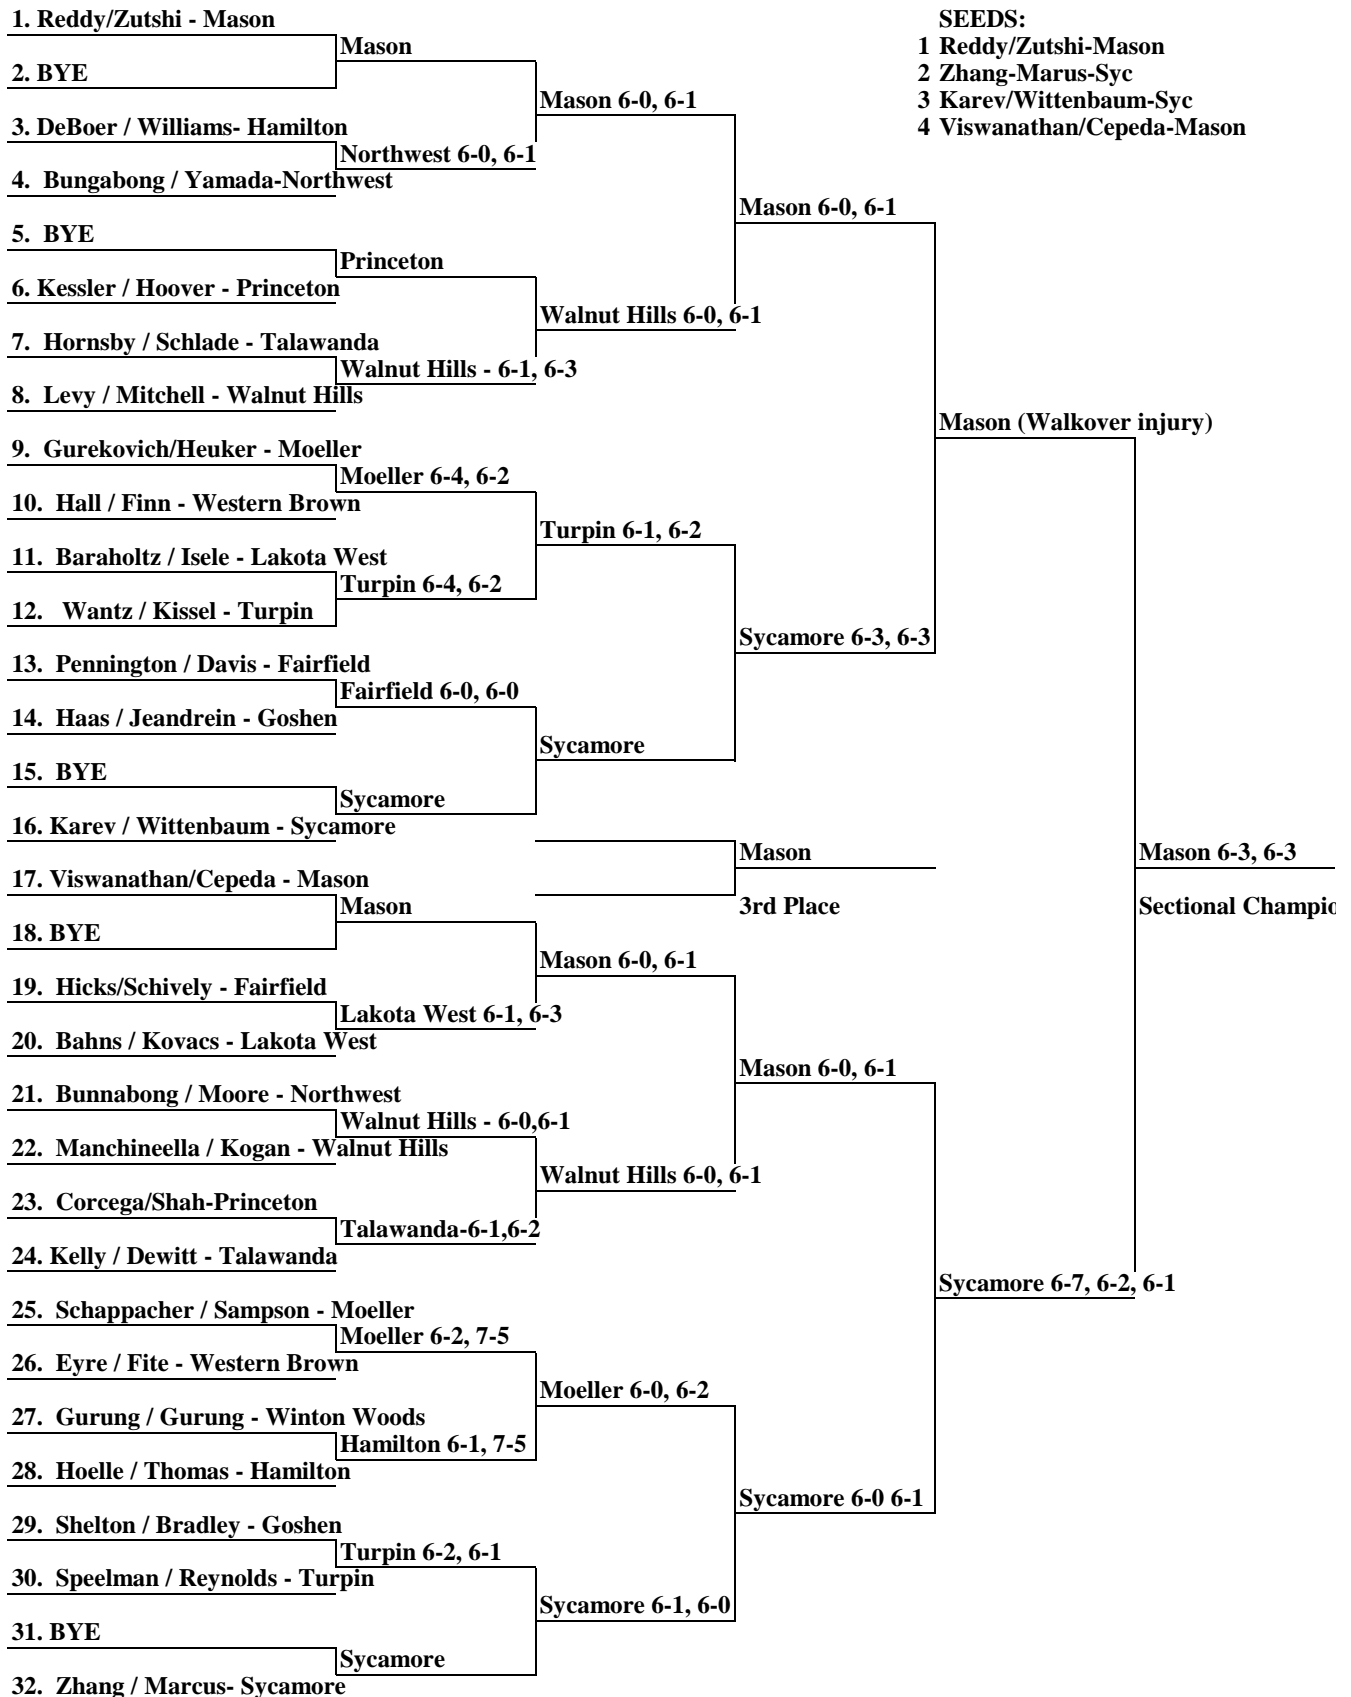 1. Reddy/Zutshi - Mason
SEEDS:
Mason
1 Reddy/Zutshi-Mason
2. BYE
2 Zhang-Marus-Syc
Mason 6-0, 6-1
3 Karev/Wittenbaum-Syc
3. DeBoer / Williams- Hamilton
4 Viswanathan/Cepeda-Mason
Northwest 6-0, 6-1
4. Bungabong / Yamada-Northwest
Mason 6-0, 6-1
5. BYE
Princeton
6. Kessler / Hoover - Princeton
Walnut Hills 6-0, 6-1
7. Hornsby / Schlade - Talawanda
Walnut Hills - 6-1, 6-3
8. Levy / Mitchell - Walnut Hills
Mason (Walkover injury)
9. Gurekovich/Heuker - Moeller
Moeller 6-4, 6-2
10. Hall / Finn - Western Brown
Turpin 6-1, 6-2
11. Baraholtz / Isele - Lakota West
Turpin 6-4, 6-2
12. Wantz / Kissel - Turpin
Sycamore 6-3, 6-3
13. Pennington / Davis - Fairfield
Fairfield 6-0, 6-0
14. Haas / Jeandrein - Goshen
Sycamore
15. BYE
Sycamore
16. Karev / Wittenbaum - Sycamore
Mason
Mason 6-3, 6-3
17. Viswanathan/Cepeda - Mason
Mason
3rd Place
Sectional Champio
18. BYE
Mason 6-0, 6-1
19. Hicks/Schively - Fairfield
Lakota West 6-1, 6-3
20. Bahns / Kovacs - Lakota West
Mason 6-0, 6-1
21. Bunnabong / Moore - Northwest
Walnut Hills - 6-0,6-1
22. Manchineella / Kogan - Walnut Hills
Walnut Hills 6-0, 6-1
23. Corcega/Shah-Princeton
Talawanda-6-1,6-2
24. Kelly / Dewitt - Talawanda
Sycamore 6-7, 6-2, 6-1
25. Schappacher / Sampson - Moeller
Moeller 6-2, 7-5
26. Eyre / Fite - Western Brown
Moeller 6-0, 6-2
27. Gurung / Gurung - Winton Woods
Hamilton 6-1, 7-5
28. Hoelle / Thomas - Hamilton
Sycamore 6-0 6-1
29. Shelton / Bradley - Goshen
Turpin 6-2, 6-1
30. Speelman / Reynolds - Turpin
Sycamore 6-1, 6-0
31. BYE
Sycamore
32. Zhang / Marcus- Sycamore